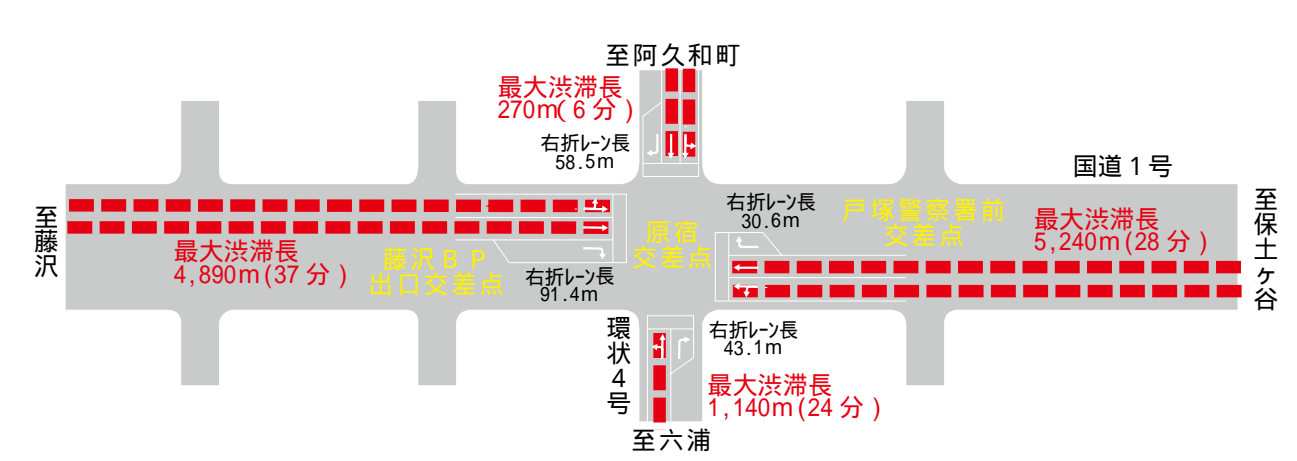 至阿久和町
最大渋滞長
270m(6分)
右折レーン長
58.5m
国道1号
至藤沢
右折レーン長
30.6m
戸塚警察署前
交差点
最大渋滞長
5,240m(28分)
至保土ヶ谷
原宿
交差点
最大渋滞長
4,890m(37分)
藤沢BP
出口交差点
右折レーン長
91.4m
環状4号
右折レーン長
43.1m
最大渋滞長
1,140m(24分)
至六浦